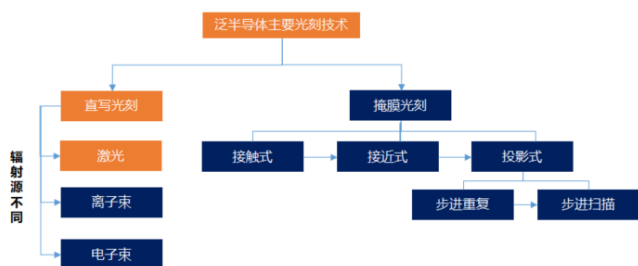 泛半导体主要光刻技术
直写光刻
掩膜光刻
激光
接触式
接近式
投影式
辐射源不同
离子束
步进重复
步进扫描
电子束